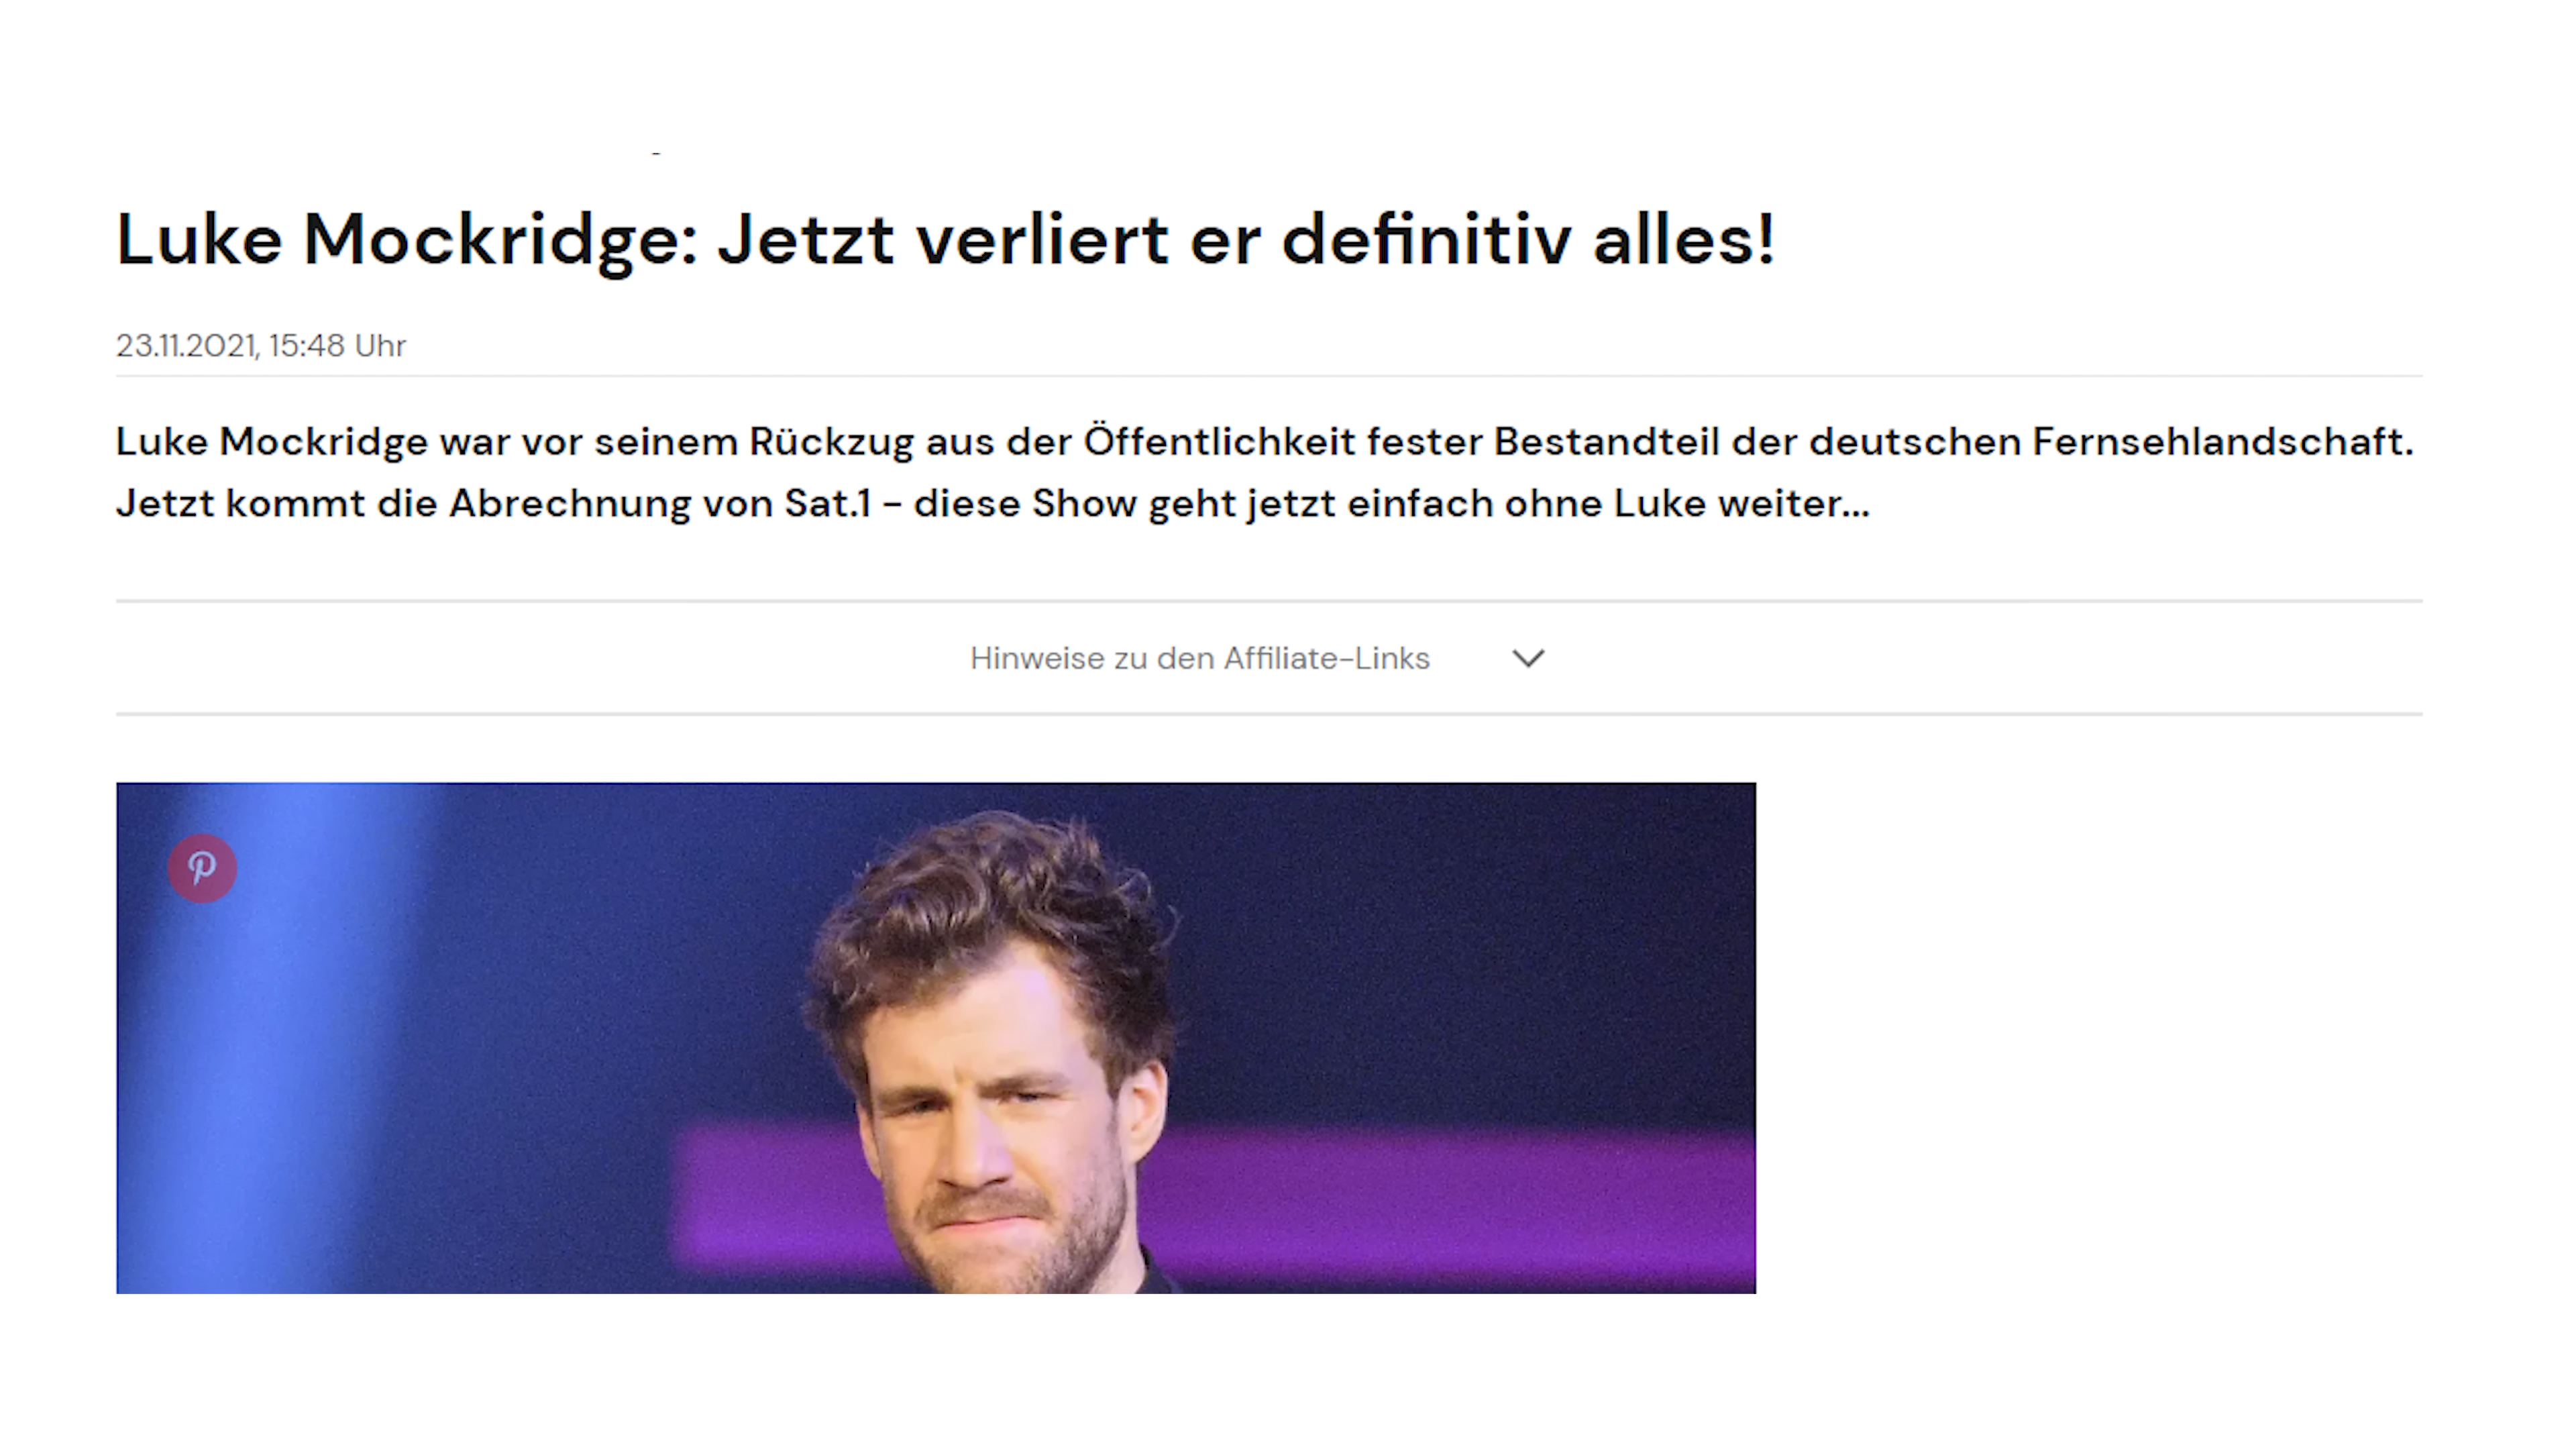 Luke Mockridge: Jetzt verliert er definitiv alles!
23.11.2021, 15:48 Uhr
Luke Mockridge war vor seinem Rückzug aus der Öffentlichkeit fester Bestandteil der deutschen Fernsehlandschaft.
Jetzt kommt die Abrechnung von Sat.1 – diese Show geht jetzt einfach ohne Luke weiter...
Hinweise zu den Affiliate-Links